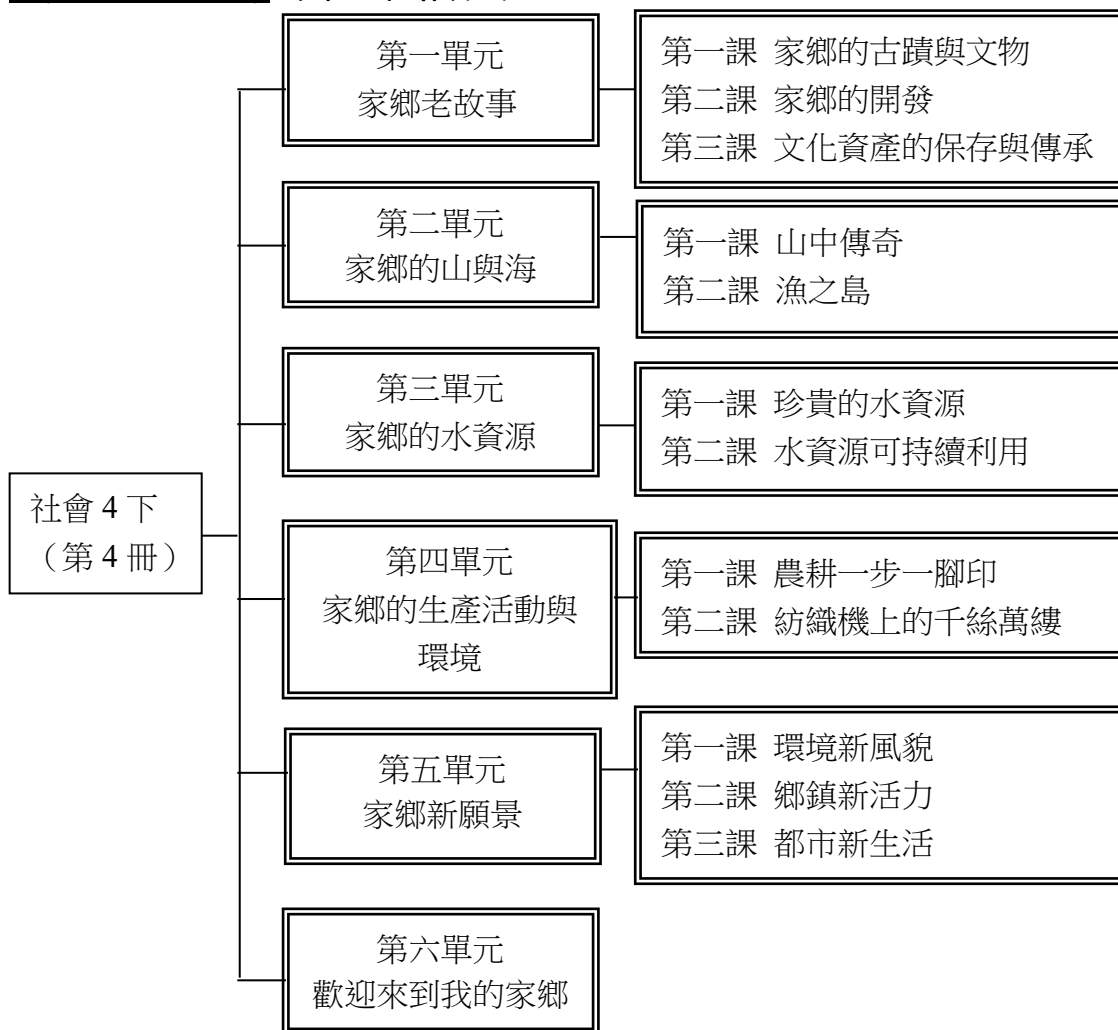 社會 4 下
（第 4 冊）
第一單元
家鄉老故事
第一課 家鄉的古蹟與文物
第二課 家鄉的開發
第三課 文化資產的保存與傳承
第二單元
家鄉的山與海
第一課 山中傳奇
第二課 漁之島
第三單元
家鄉的水資源
第一課 珍貴的水資源
第二課 水資源可持續利用
第四單元
家鄉的生產活動與
環境
第一課 農耕一步一腳印
第二課 紡織機上的千絲萬縷
第五單元
家鄉新願景
第一課 環境新風貌
第二課 鄉鎮新活力
第三課 都市新生活
第六單元
歡迎來到我的家鄉